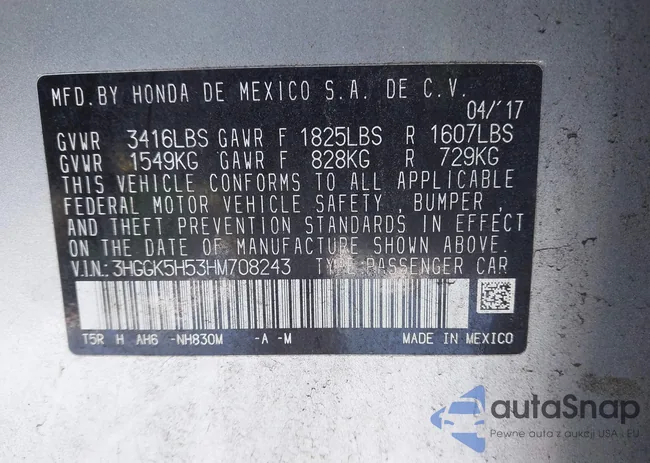 MFD.BY HONDA DE MEXICO S.A. DE C.V.
04/'17
GVWR 3416LBS GAWR F 1825LBS R 1607LBS
GVWR 1549KG GAWR F 828KG R 729KG
THIS VEHICLE CONFORMS TO ALL APPLICABLE
FEDERAL MOTOR VEHICLE SAFETY , BUMPER ,
AND THEFT PREVENTION STANDARDS IN EFFECT
ON THE DATE OF MANUFACTURE SHOWN ABOVE.
V.I.N.: 3HGGK5H53HM708243 TYPE:PASSENGER CAR
T5R H AH6 -NH830M -A -M MADE IN MEXICO
autaSnap
Pewne auta z aukcji USA i EU